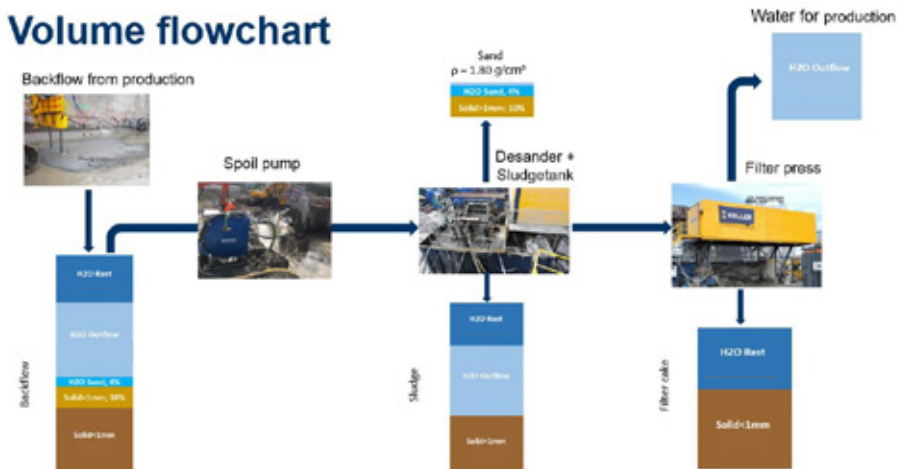 Volume flowchart
Backflow from production
Spoil pump
Sand
ρ = 1.80 g/cm³
H2O Sand, 4%
Solid>1mm; 10%
Desander +
Sludgetank
Water for production
H2O Outflow
Filter press
KELLER
Backflow
H2O Rest
H2O Outflow
H2O Sand, 4%
Solid>1mm; 10%
Solid<1mm
Sludge
H2O Rest
H2O Outflow
Solid<1mm
Filter cake
H2O Rest
Solid<1mm